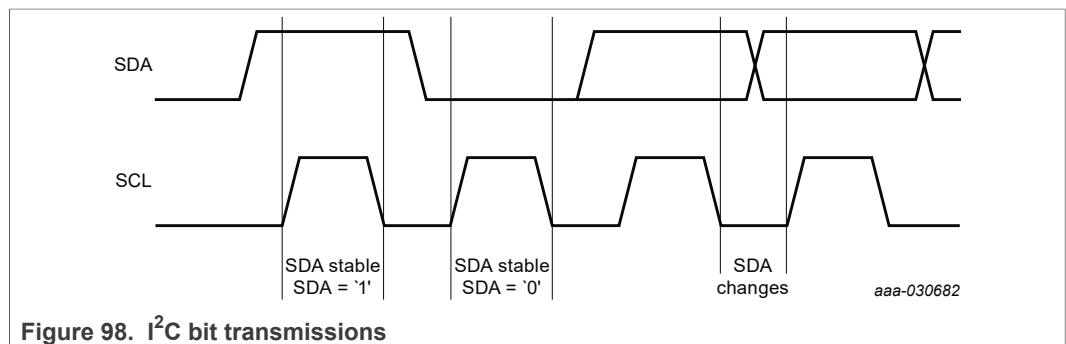 SDA
SCL
SDA stable
SDA = `1'
SDA stable
SDA = `0'
SDA
changes
aaa-030682
Figure 98. I²C bit transmissions